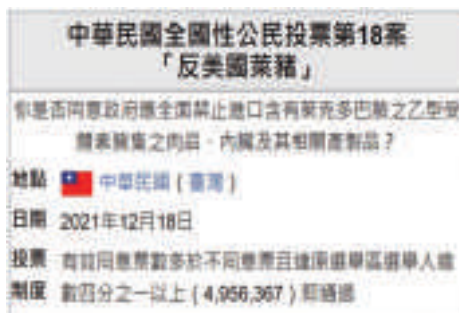 中華民國全國性公民投票第18案
「反美國萊豬」
你是否同意政府應全面禁止進口含有萊克多巴胺之乙型受
體素豬隻之肉品、內臟及其相關產製品？
地點 中華民國（臺灣）
日期 2021年12月18日
投票 有效同意票數多於不同意票且達原選舉區選舉人總
制度 數四分之一以上（4,956,367）即通過